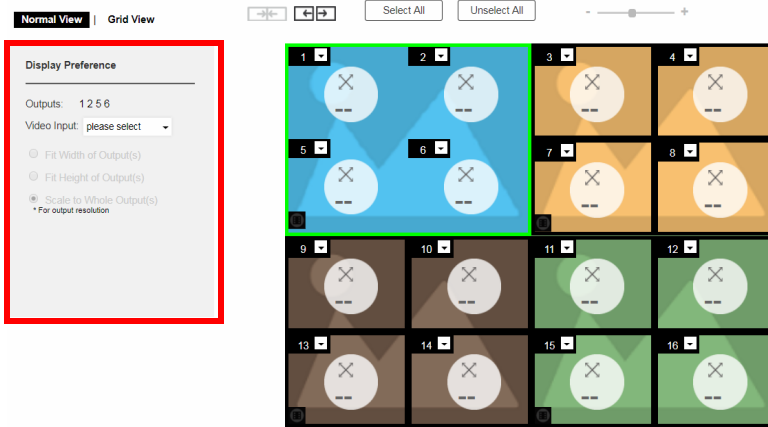 Normal View | Grid View
Select All
Unselect All
- +
Display Preference
Outputs: 1 2 5 6
Video Input: please select
Fit Width of Output(s)
Fit Height of Output(s)
Scale to Whole Output(s)
* For output resolution
1 2 3 4
-- -- -- --
5 6 7 8
-- -- -- --
9 10 11 12
-- -- -- --
13 14 15 16
-- -- -- --